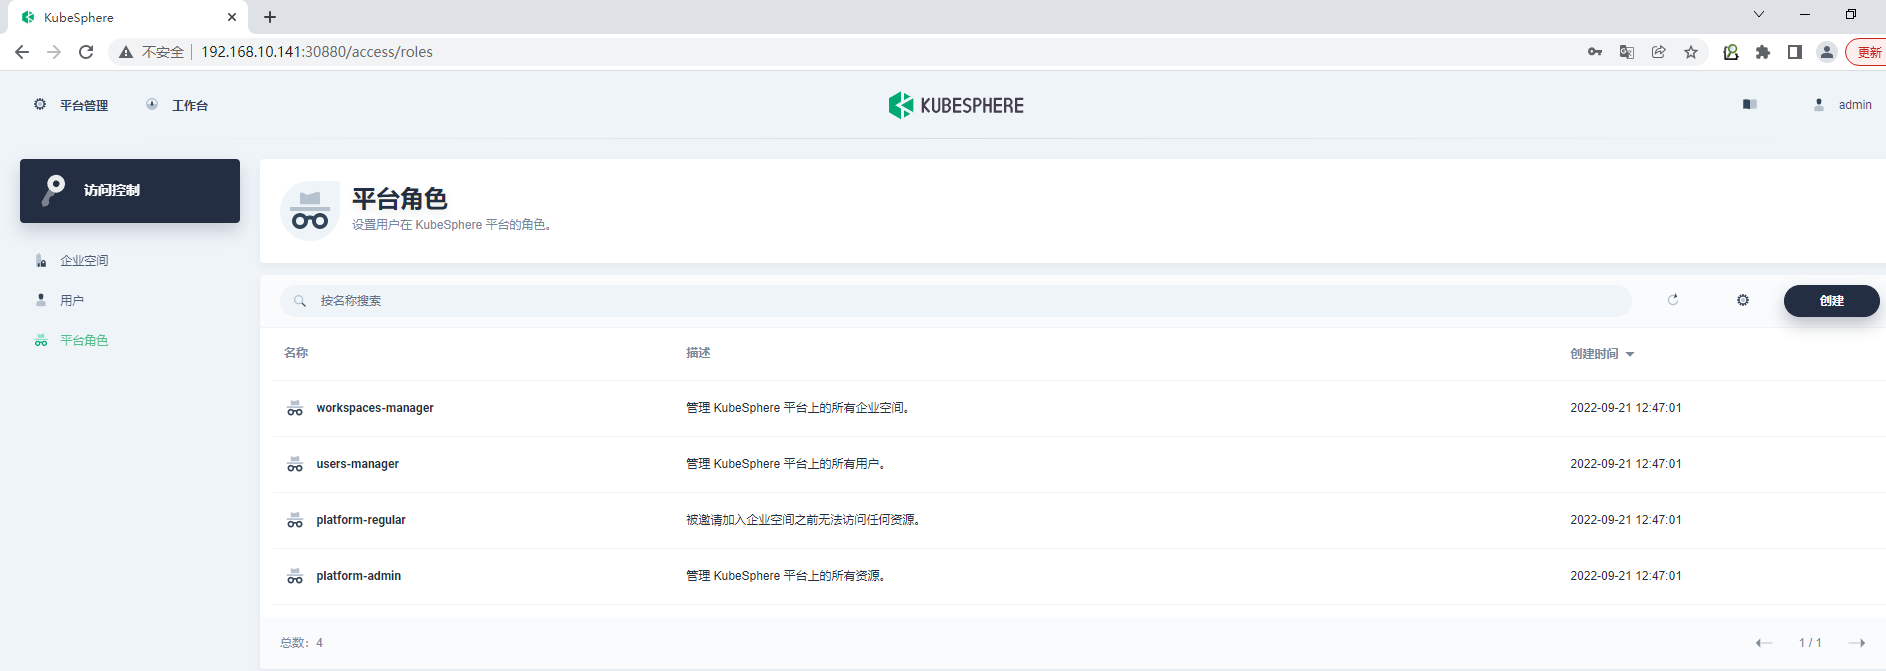 KubeSphere
不安全 192.168.10.141:30880/access/roles
更新
平台管理 工作台 KUBESPHERE admin
访问控制
企业空间
用户
平台角色
平台角色
设置用户在 KubeSphere 平台的角色。
按名称搜索 创建
名称 描述 创建时间
workspaces-manager 管理 KubeSphere 平台上的所有企业空间。 2022-09-21 12:47:01
users-manager 管理 KubeSphere 平台上的所有用户。 2022-09-21 12:47:01
platform-regular 被邀请加入企业空间之前无法访问任何资源。 2022-09-21 12:47:01
platform-admin 管理 KubeSphere 平台上的所有资源。 2022-09-21 12:47:01
总数: 4 1 / 1